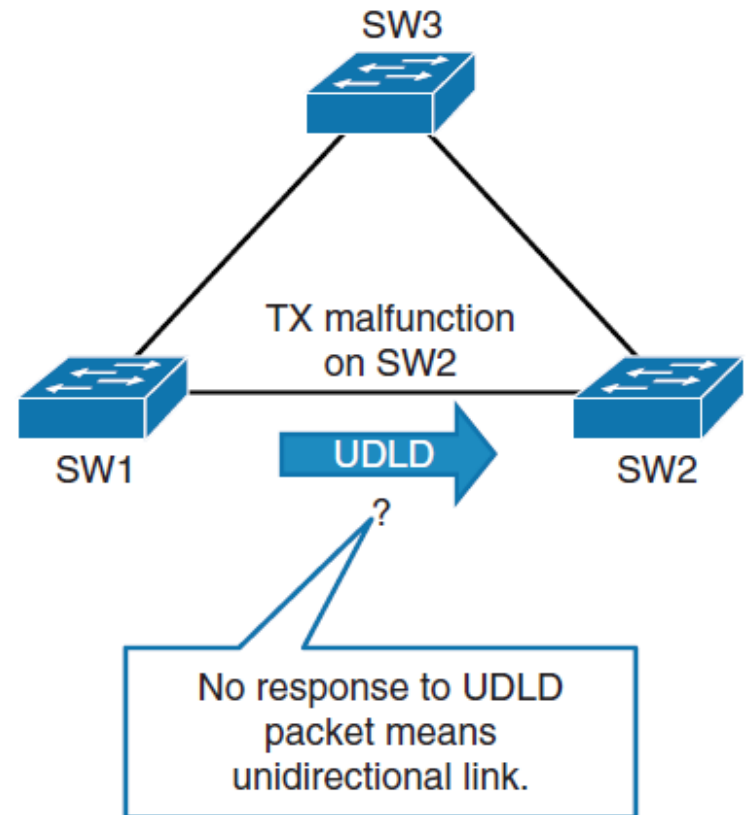 SW3
TX malfunction
on SW2
SW1
UDLD
SW2
?
No response to UDLD
packet means
unidirectional link.